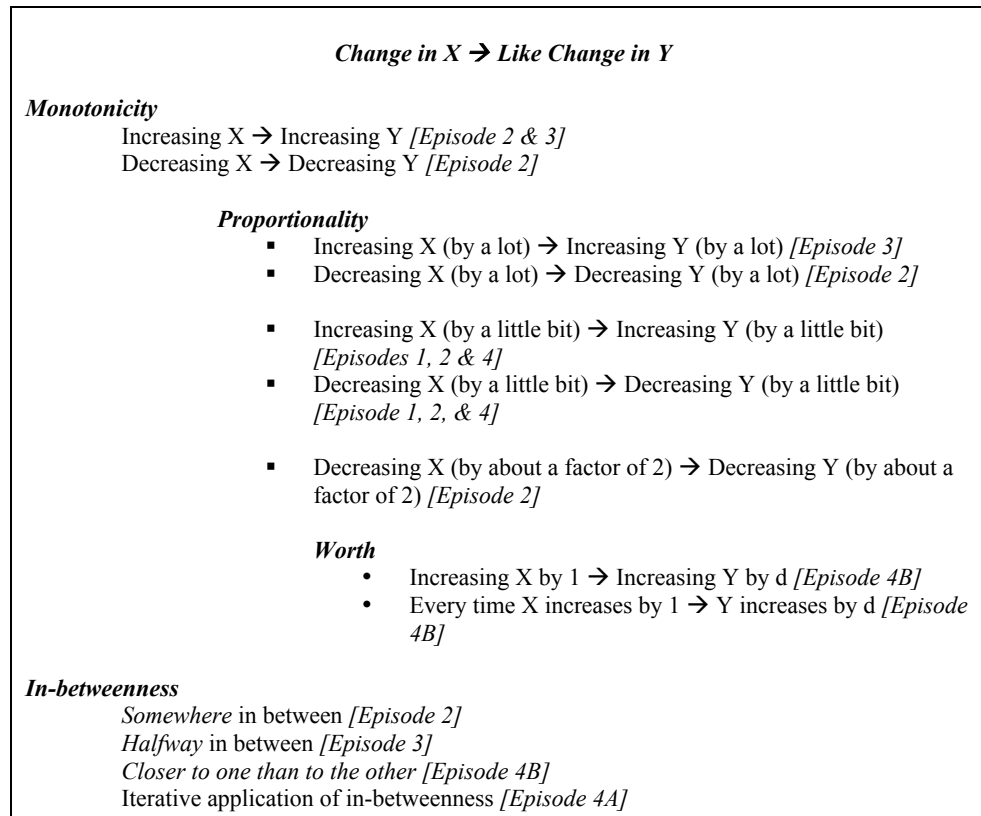 Change in X → Like Change in Y
Monotonicity
Increasing X → Increasing Y [Episode 2 & 3]
Decreasing X → Decreasing Y [Episode 2]
Proportionality
▪ Increasing X (by a lot) → Increasing Y (by a lot) [Episode 3]
▪ Decreasing X (by a lot) → Decreasing Y (by a lot) [Episode 2]
▪ Increasing X (by a little bit) → Increasing Y (by a little bit)
[Episodes 1, 2 & 4]
▪ Decreasing X (by a little bit) → Decreasing Y (by a little bit)
[Episode 1, 2, & 4]
▪ Decreasing X (by about a factor of 2) → Decreasing Y (by about a
factor of 2) [Episode 2]
Worth
• Increasing X by 1 → Increasing Y by d [Episode 4B]
• Every time X increases by 1 → Y increases by d [Episode
4B]
In-betweenness
Somewhere in between [Episode 2]
Halfway in between [Episode 3]
Closer to one than to the other [Episode 4B]
Iterative application of in-betweenness [Episode 4A]